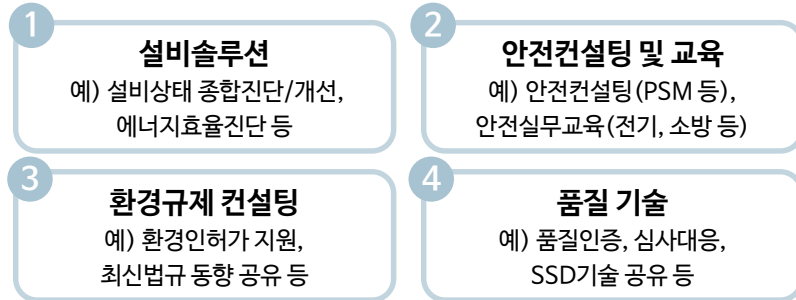 1
설비솔루션
예) 설비상태 종합진단/개선,
에너지효율진단 등
2
안전컨설팅 및 교육
예) 안전컨설팅(PSM 등),
안전실무교육(전기, 소방 등)
3
환경규제 컨설팅
예) 환경인허가 지원,
최신법규 동향 공유 등
4
품질 기술
예) 품질인증, 심사대응,
SSD기술 공유 등